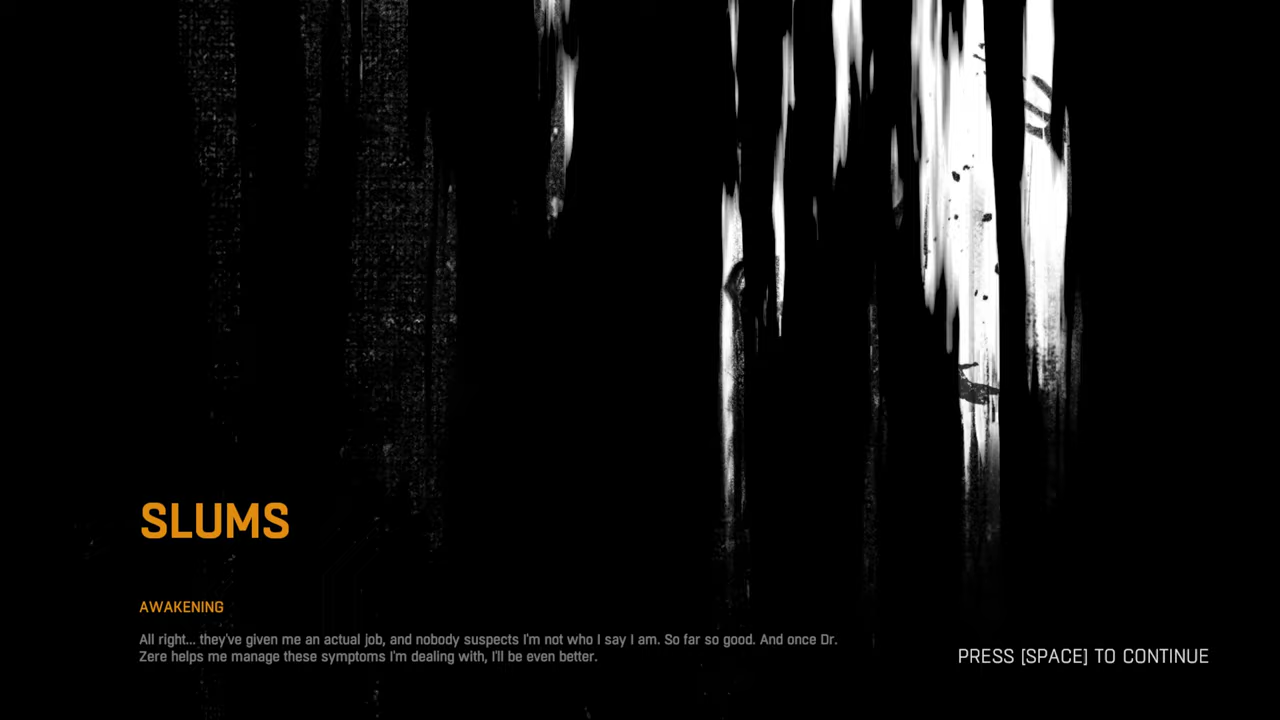 SLUMS
AWAKENING
All right... they've given me an actual job, and nobody suspects I'm not who I say I am. So far so good. And once Dr.
Zere helps me manage these symptoms I'm dealing with, I'll be even better.
PRESS [SPACE] TO CONTINUE